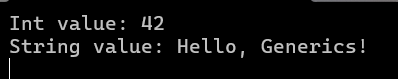 Int value: 42
String value: Hello, Generics!